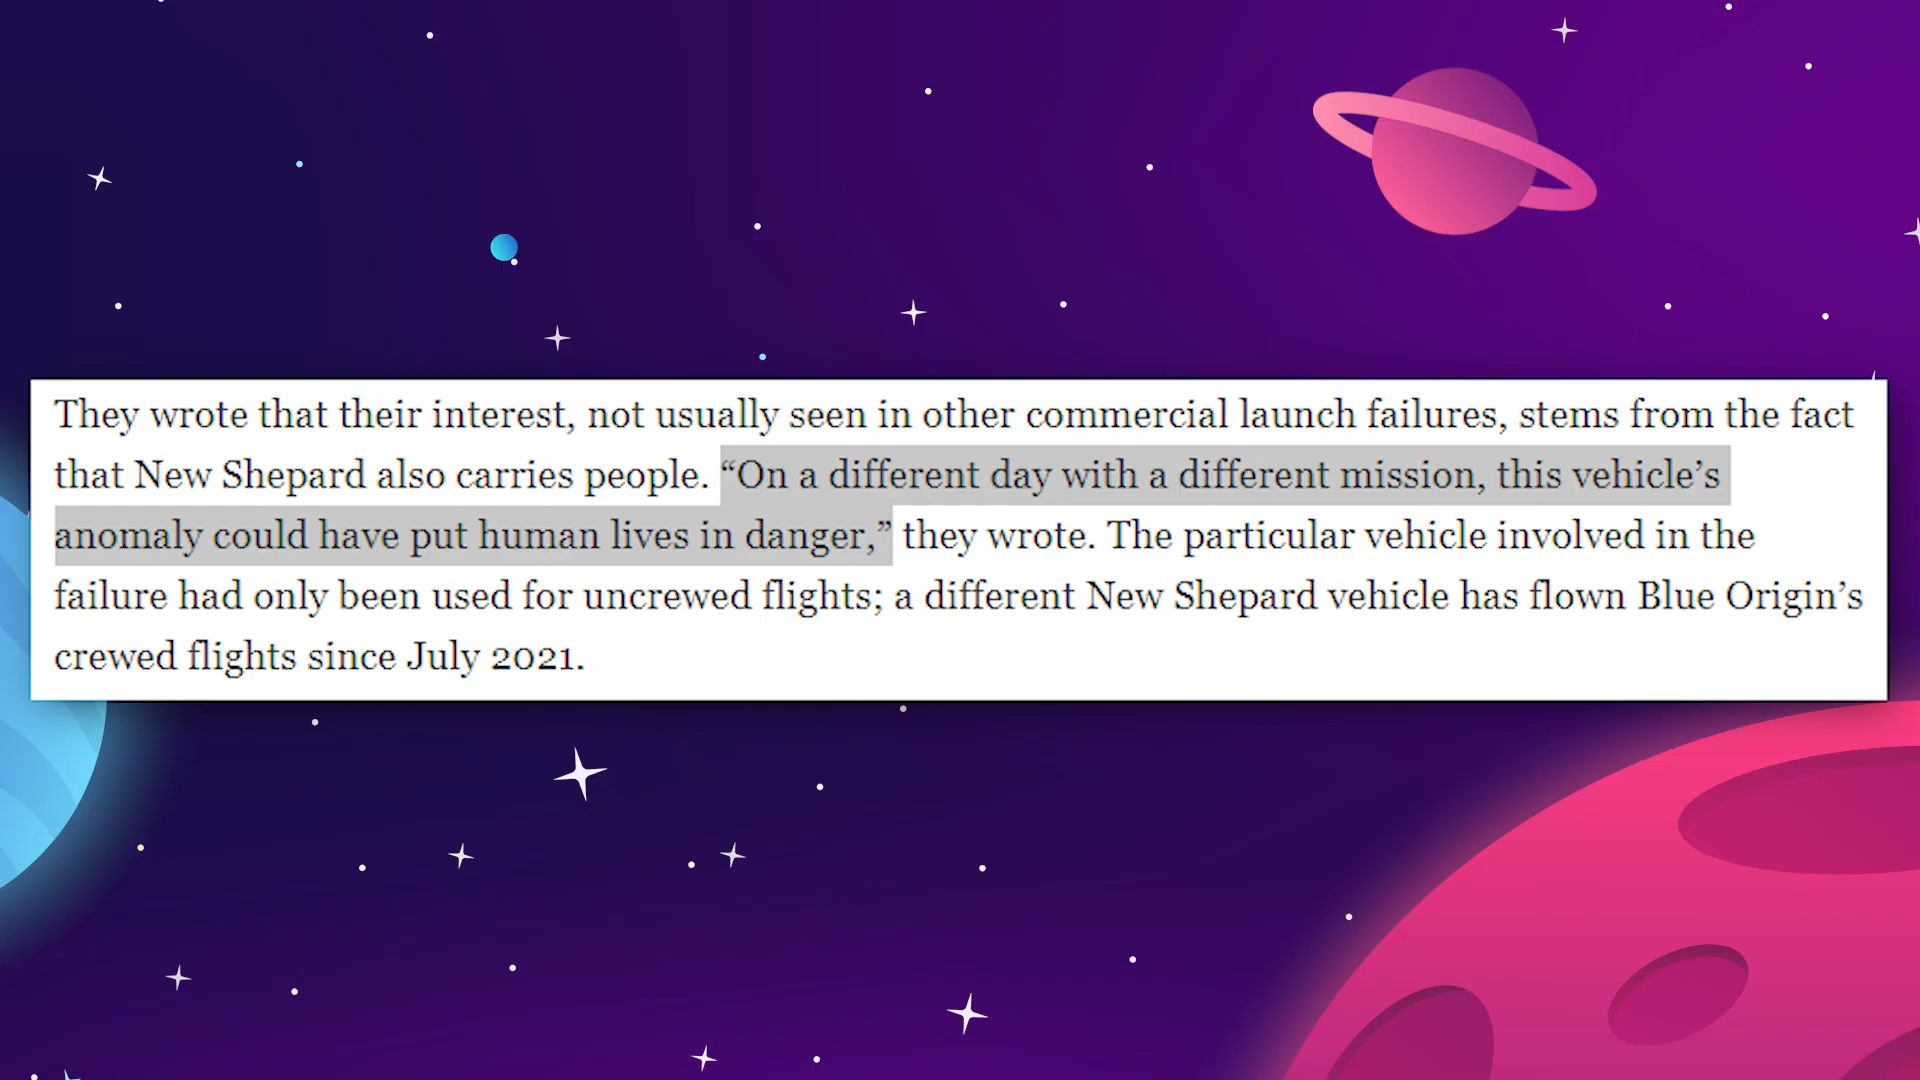 They wrote that their interest, not usually seen in other commercial launch failures, stems from the fact
that New Shepard also carries people. “On a different day with a different mission, this vehicle’s
anomaly could have put human lives in danger,” they wrote. The particular vehicle involved in the
failure had only been used for uncrewed flights; a different New Shepard vehicle has flown Blue Origin’s
crewed flights since July 2021.